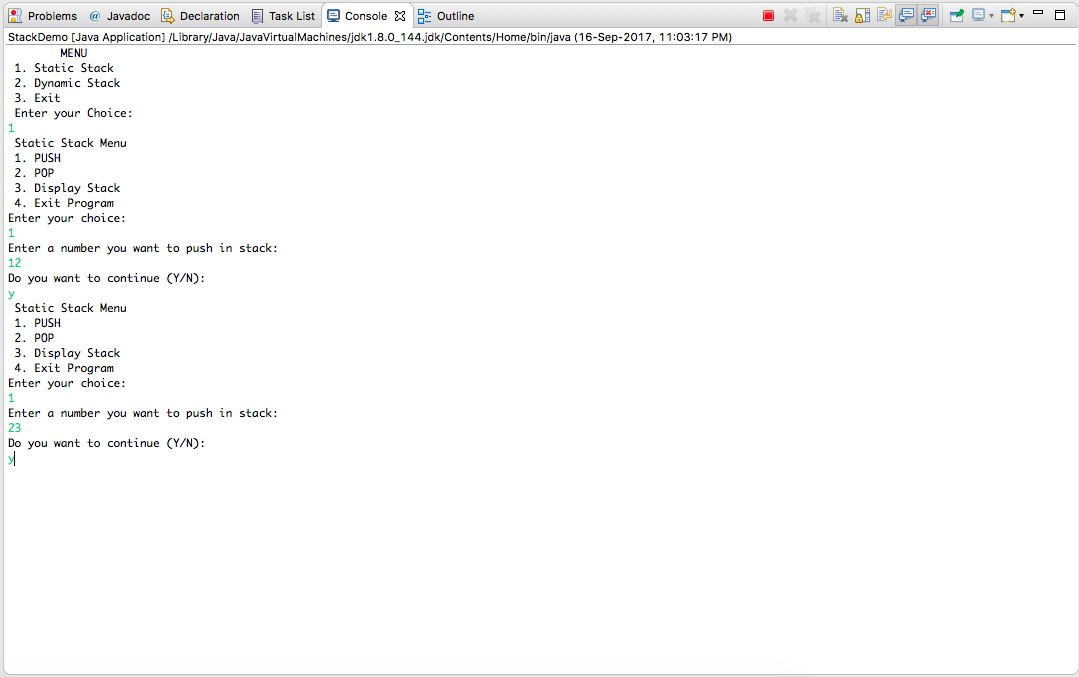 Problems @ Javadoc Declaration Task List Console Outline
StackDemo [Java Application] /Library/Java/JavaVirtualMachines/jdk1.8.0_144.jdk/Contents/Home/bin/java (16-Sep-2017, 11:03:17 PM)
MENU
1. Static Stack
2. Dynamic Stack
3. Exit
Enter your Choice:
1
Static Stack Menu
1. PUSH
2. POP
3. Display Stack
4. Exit Program
Enter your choice:
1
Enter a number you want to push in stack:
12
Do you want to continue (Y/N):
y
Static Stack Menu
1. PUSH
2. POP
3. Display Stack
4. Exit Program
Enter your choice:
1
Enter a number you want to push in stack:
23
Do you want to continue (Y/N):
y